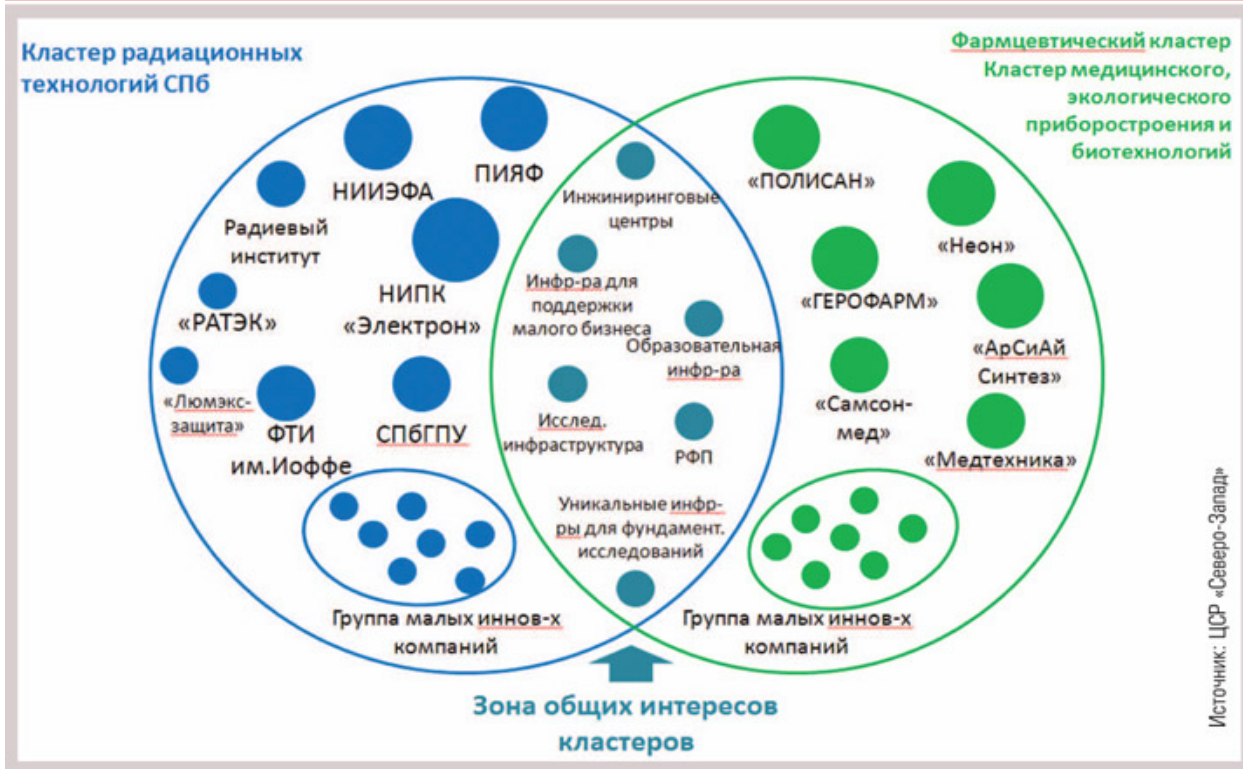 Кластер радиационных
технологий СПб
Фармцевтический кластер
Кластер медицинского,
экологического
приборостроения и
биотехнологий
ПИЯФ
НИИЭФА
Радиевый
институт
НИПК
«Электрон»
«РАТЭК»
«Люмэкс-
защита»
ФТИ
им.Иоффе
СПбГПУ
Группа малых иннов-х
компаний
Инжиниринговые
центры
Инфр-ра для
поддержки
малого бизнеса
Образовательная
инфр-ра
Исслед.
инфраструктура
РФП
Уникальные инфр-
ры для фундамент.
исследований
«ПОЛИСАН»
«Неон»
«ГЕРОФАРМ»
«АрСиАй
Синтез»
«Самсон-
мед»
«Медтехника»
Группа малых иннов-х
компаний
Зона общих интересов
кластеров
Источник: ЦСР «Северо-Запад»